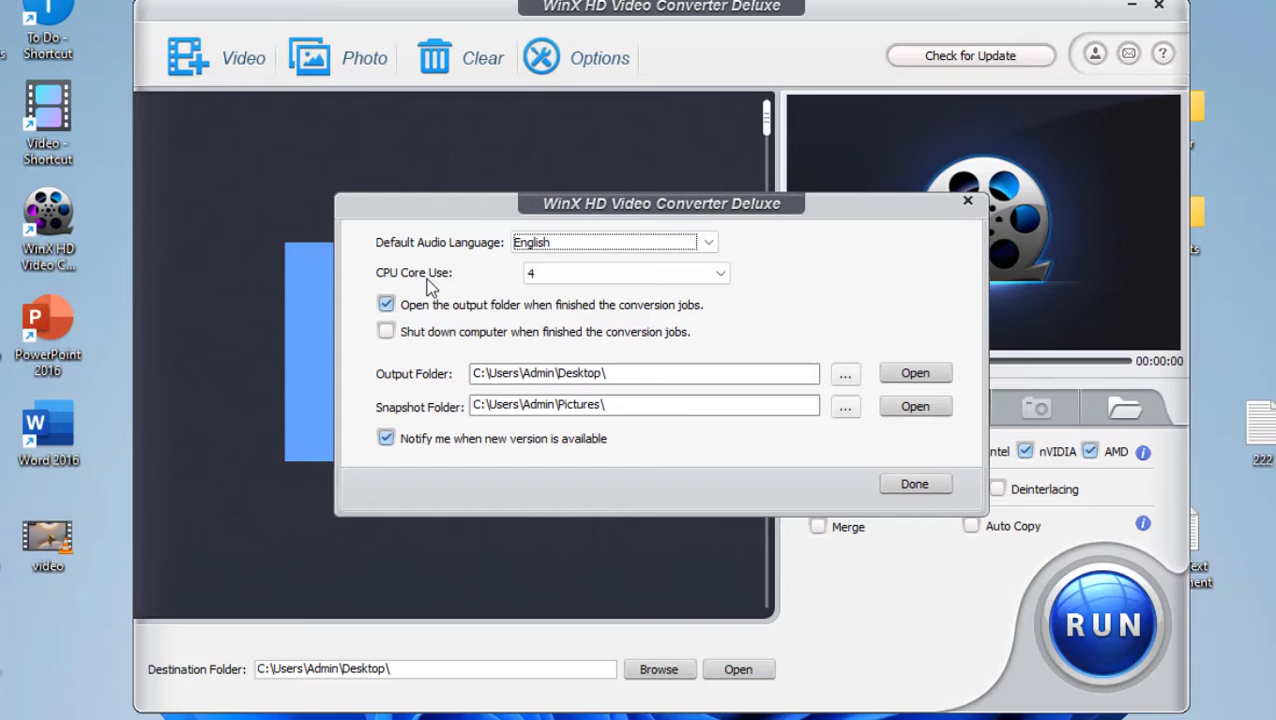 WinX HD Video Converter Deluxe
To Do -
Shortcut
Video
Photo
Clear
Options
Check for Update
?
Video -
Shortcut
WinX HD
Video C...
PowerPoint
2016
Word 2016
video
WinX HD Video Converter Deluxe
Default Audio Language: English
CPU Core Use: 4
Open the output folder when finished the conversion jobs.
Shut down computer when finished the conversion jobs.
Output Folder: C:\Users\Admin\Desktop\ ... Open
Snapshot Folder: C:\Users\Admin\Pictures\ ... Open
Notify me when new version is available
Done
00:00:00
ntel nVIDIA AMD i
Deinterlacing
Merge Auto Copy i
RUN
Destination Folder: C:\Users\Admin\Desktop\ Browse Open
222